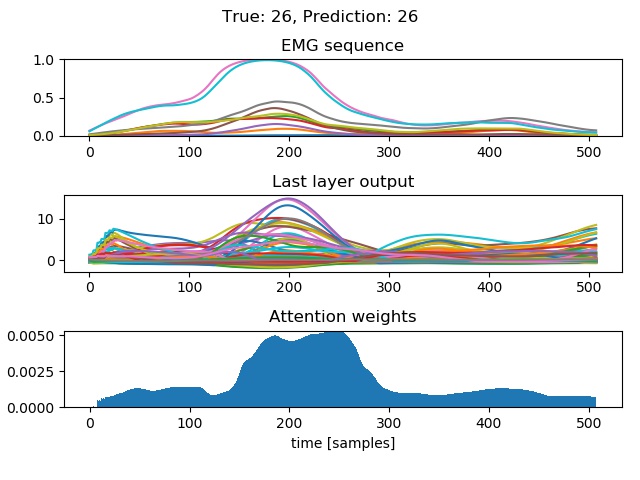 True: 26, Prediction: 26
EMG sequence
1.0
0.5
0.0
0 100 200 300 400 500
Last layer output
10
0
0 100 200 300 400 500
Attention weights
0.0050
0.0025
0.0000
0 100 200 300 400 500
time [samples]